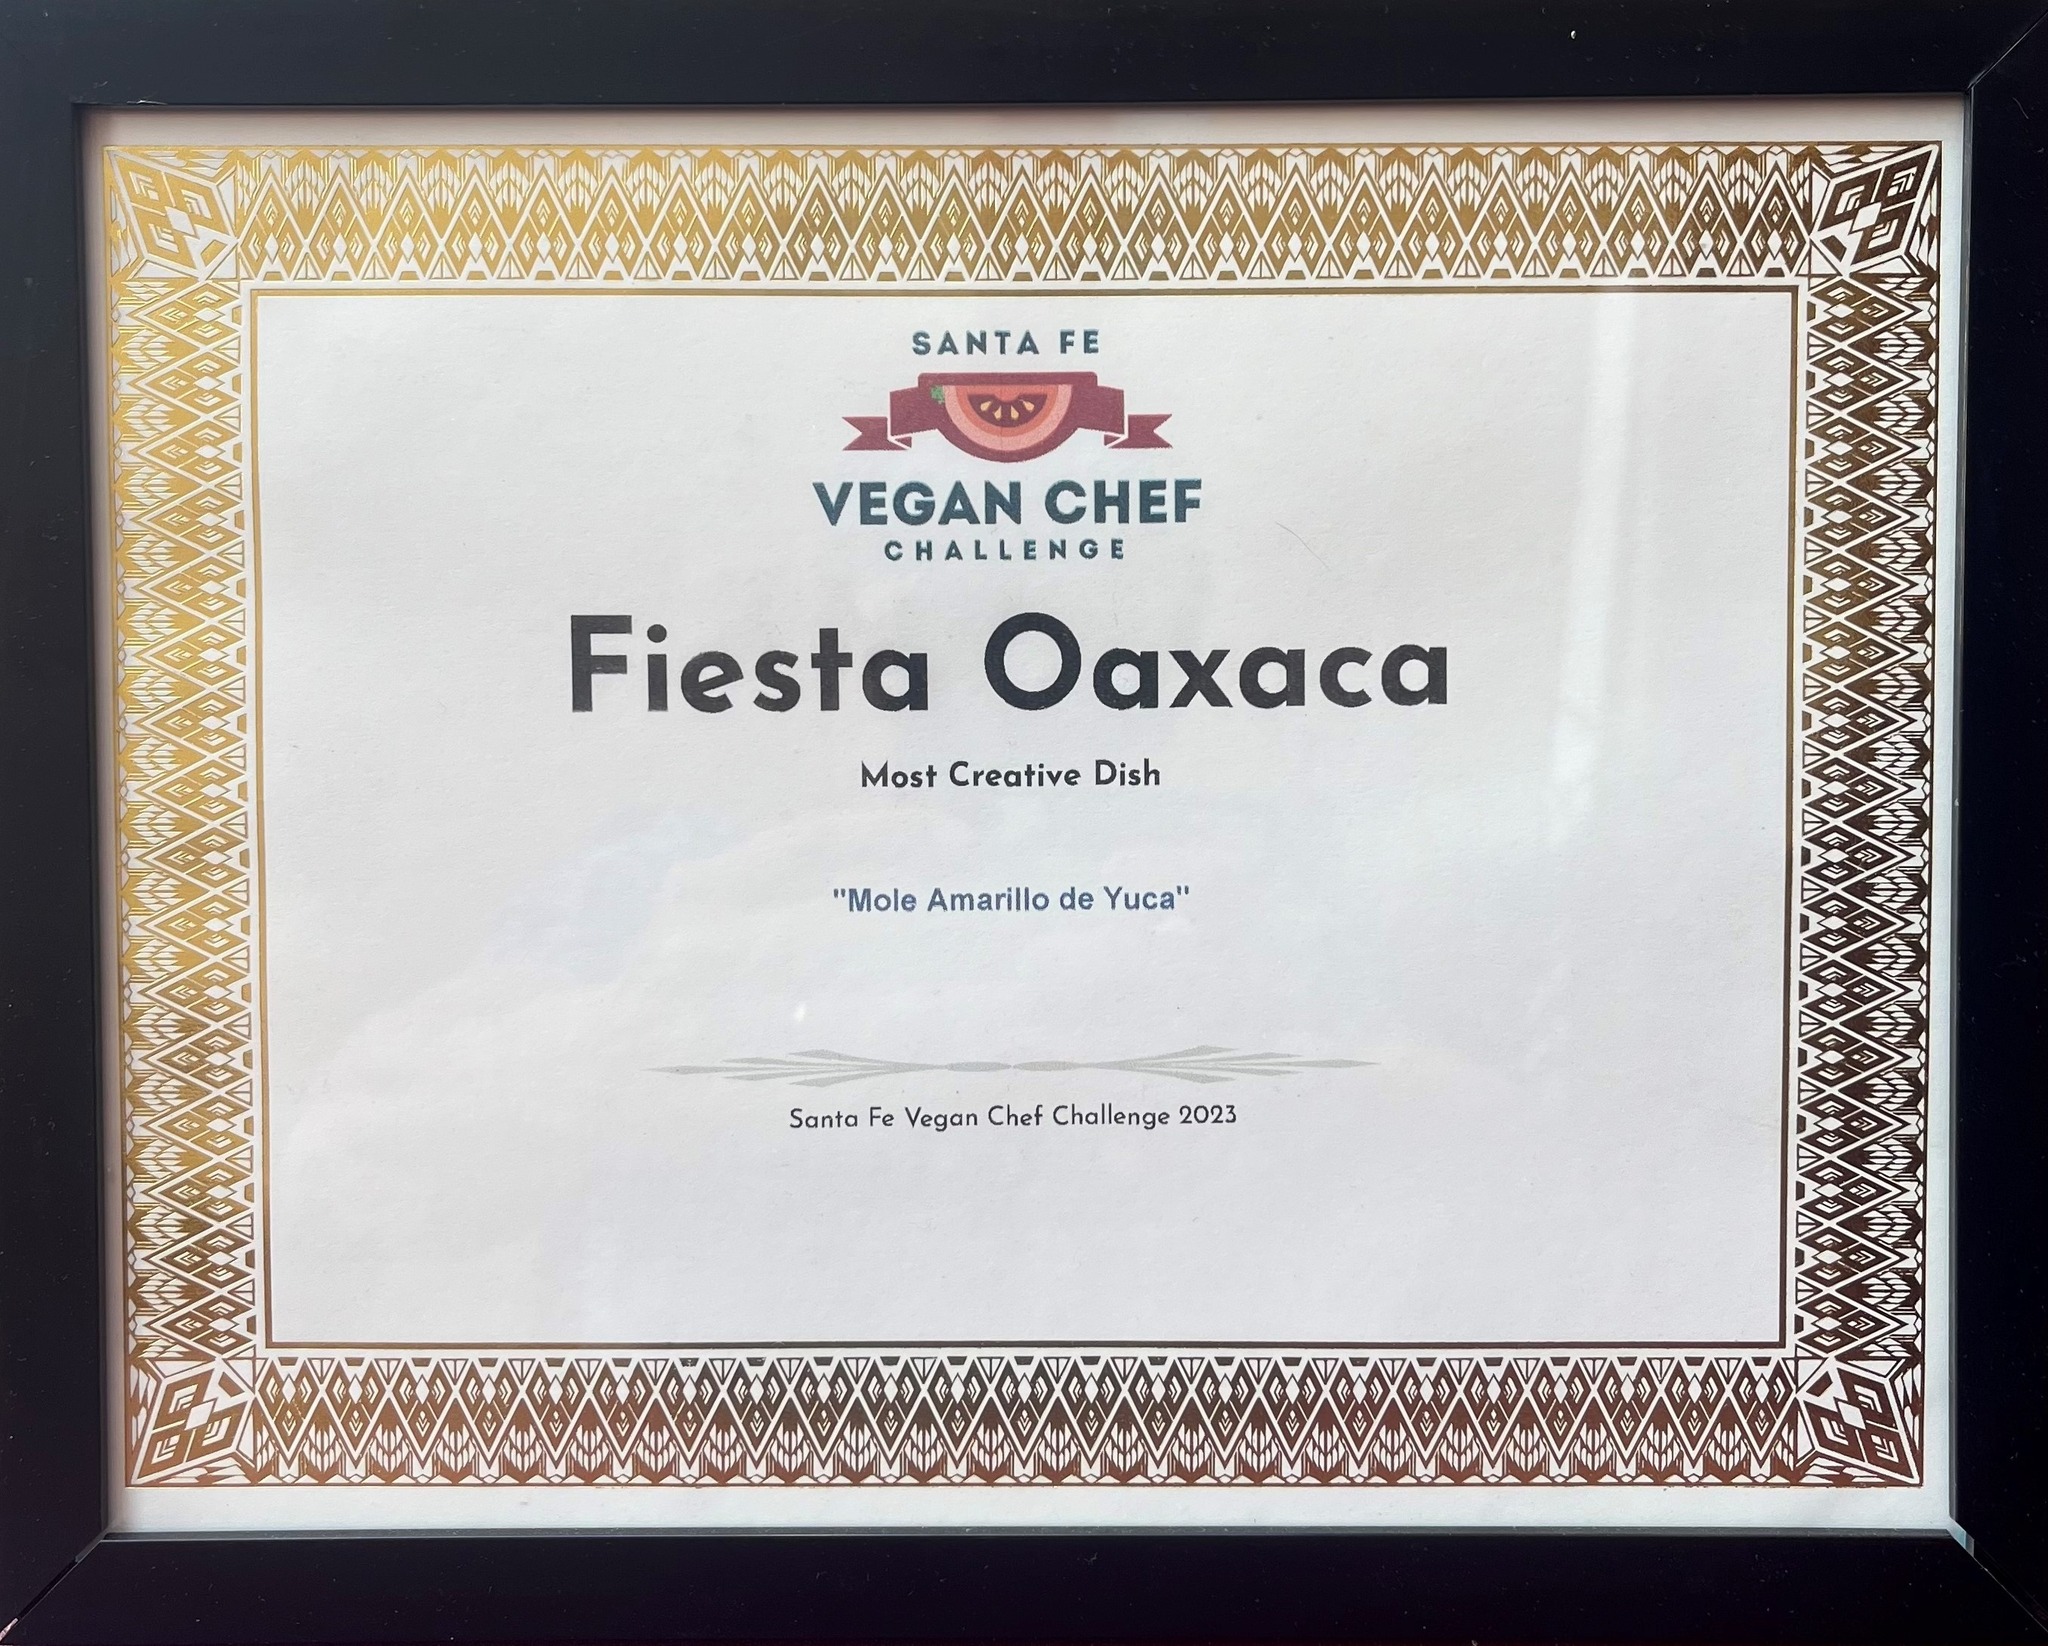 SANTA FE
VEGAN CHEF
CHALLENGE
Fiesta Oaxaca
Most Creative Dish
"Mole Amarillo de Yuca"
Santa Fe Vegan Chef Challenge 2023